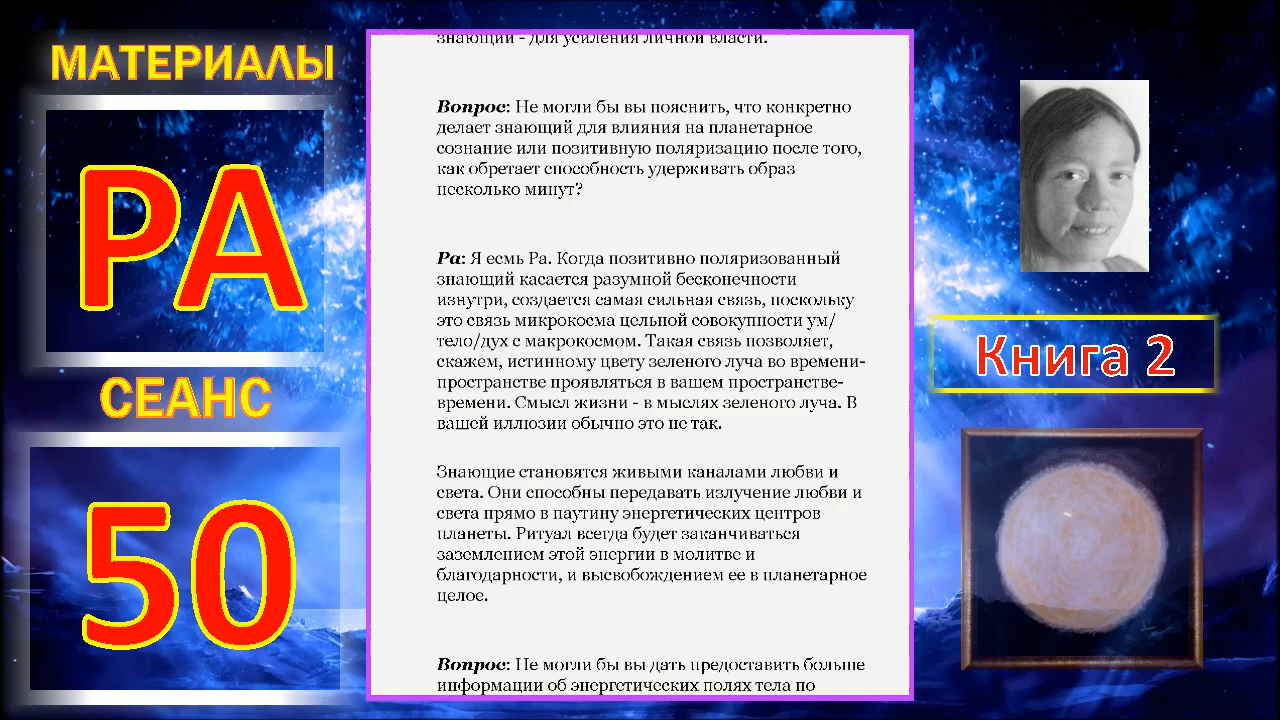 МАТЕРИАЛЫ
РА
СЕАНС
50
знающий - для усиления личной власти.
Вопрос: Не могли бы вы пояснить, что конкретно
делает знающий для влияния на планетарное
сознание или позитивную поляризацию после того,
как обретает способность удерживать образ
несколько минут?
Ра: Я есмь Ра. Когда позитивно поляризованный
знающий касается разумной бесконечности
изнутри, создается самая сильная связь, поскольку
это связь микрокосма цельной совокупности ум/
тело/дух с макрокосмом. Такая связь позволяет,
скажем, истинному цвету зеленого луча во времени-
пространстве проявляться в вашем пространстве-
времени. Смысл жизни - в мыслях зеленого луча. В
вашей иллюзии обычно это не так.
Знающие становятся живыми каналами любви и
света. Они способны передавать излучение любви и
света прямо в паутину энергетических центров
планеты. Ритуал всегда будет заканчиваться
заземлением этой энергии в молитве и
благодарности, и высвобождением ее в планетарное
целое.
Вопрос: Не могли бы вы дать предоставить больше
информации об энергетических полях тела по
Книга 2